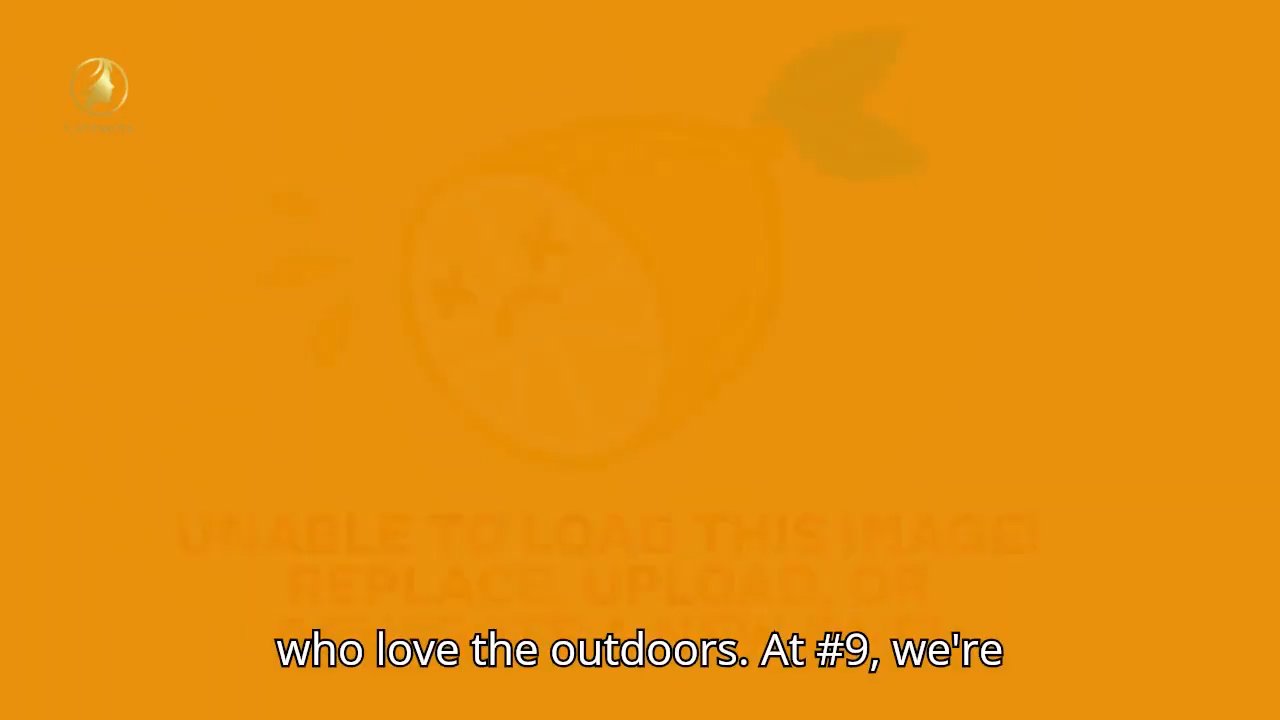 UNABLE TO LOAD THIS IMAGE!
REPLACE, UPLOAD, OR
who love the outdoors. At #9, we're